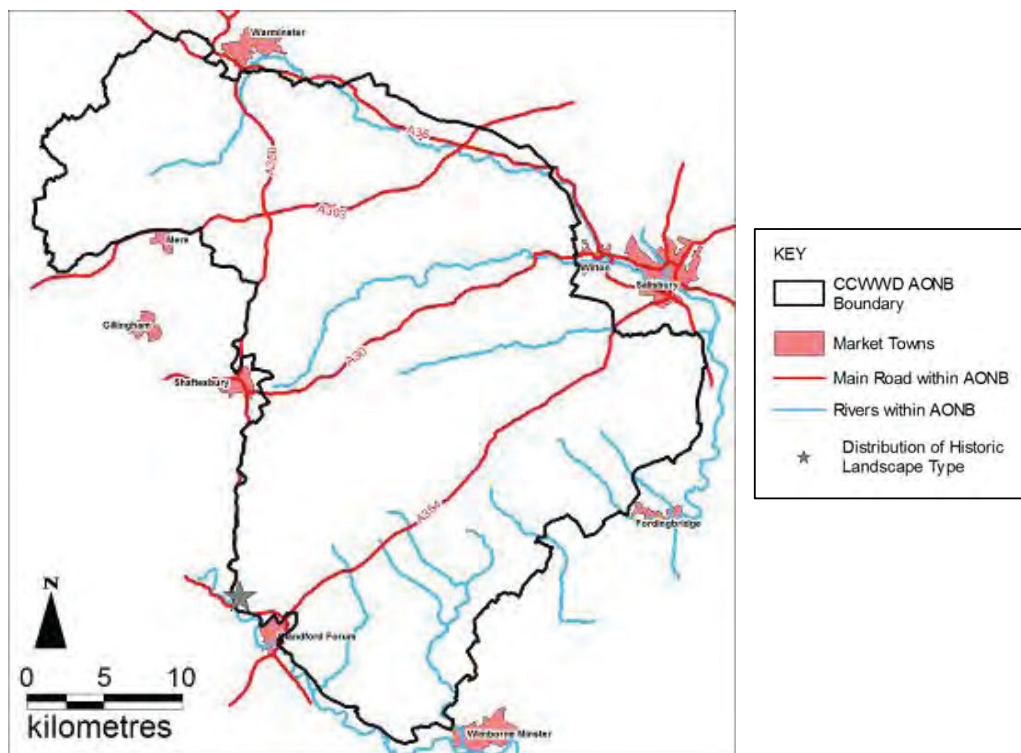 Warminster
A36
A350
A303
Mere
Wilton
Salisbury
Gillingham
A30
Shaftesbury
A354
Fordingbridge
Blandford Forum
Wimborne Minster
N
0 5 10
kilometres
KEY
CCWWD AONB
Boundary
Market Towns
Main Road within AONB
Rivers within AONB
Distribution of Historic
Landscape Type